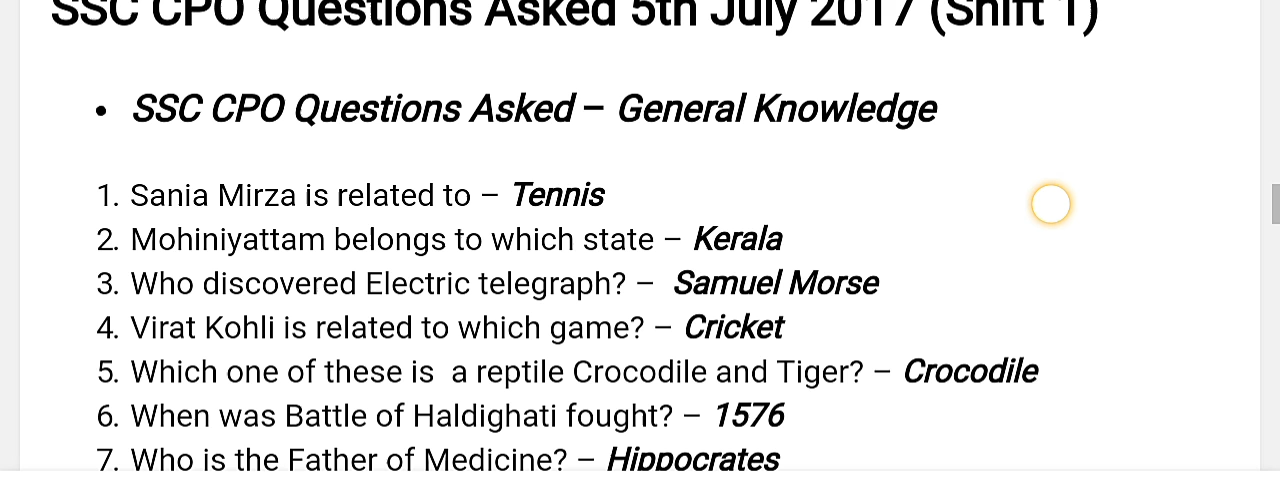 SSC CPO Questions Asked 5th July 2017 (Shift 1)
• SSC CPO Questions Asked – General Knowledge
1. Sania Mirza is related to – Tennis
2. Mohiniyattam belongs to which state – Kerala
3. Who discovered Electric telegraph? – Samuel Morse
4. Virat Kohli is related to which game? – Cricket
5. Which one of these is a reptile Crocodile and Tiger? – Crocodile
6. When was Battle of Haldighati fought? – 1576
7. Who is the Father of Medicine? – Hippocrates